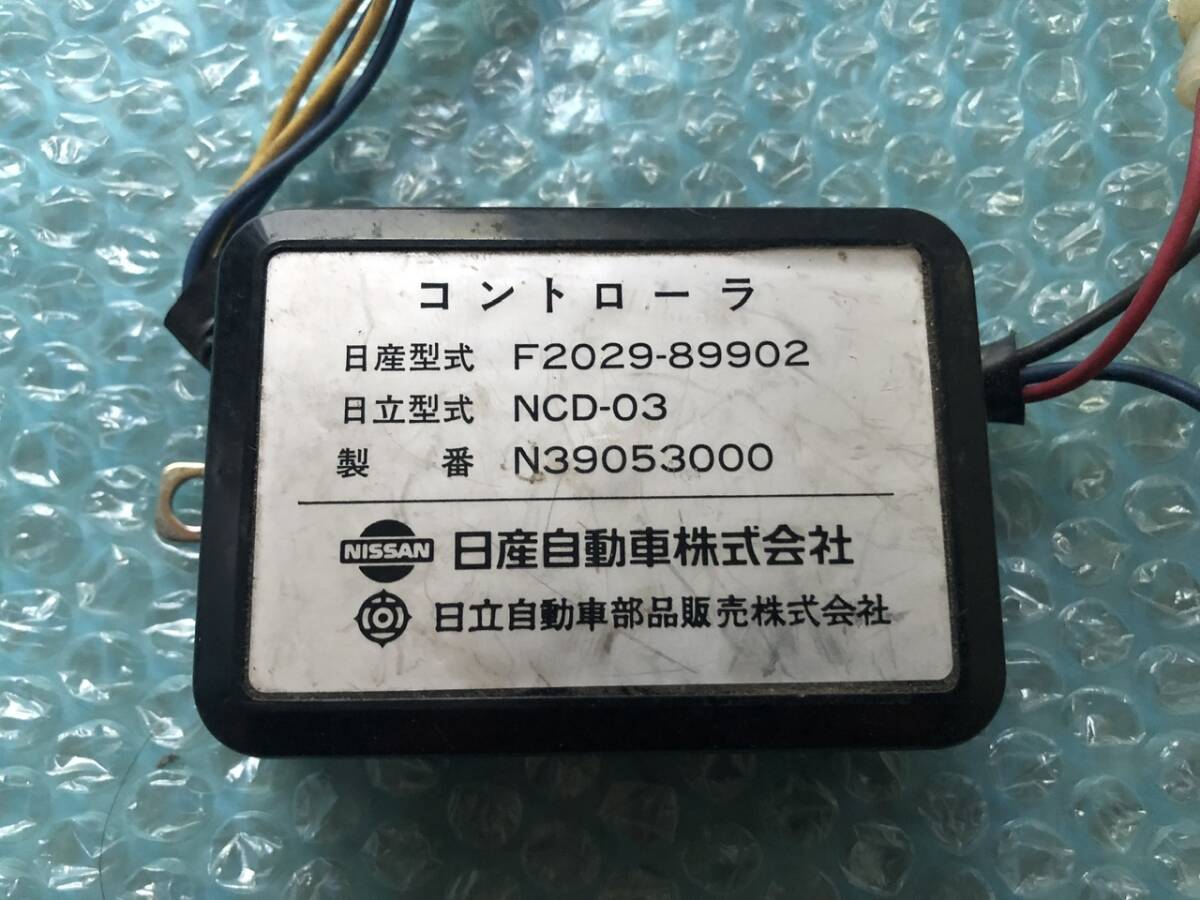 コントローラ
日産型式 F2029-89902
日立型式 NCD-03
製番 N39053000
NISSAN 日産自動車株式会社
日立自動車部品販売株式会社